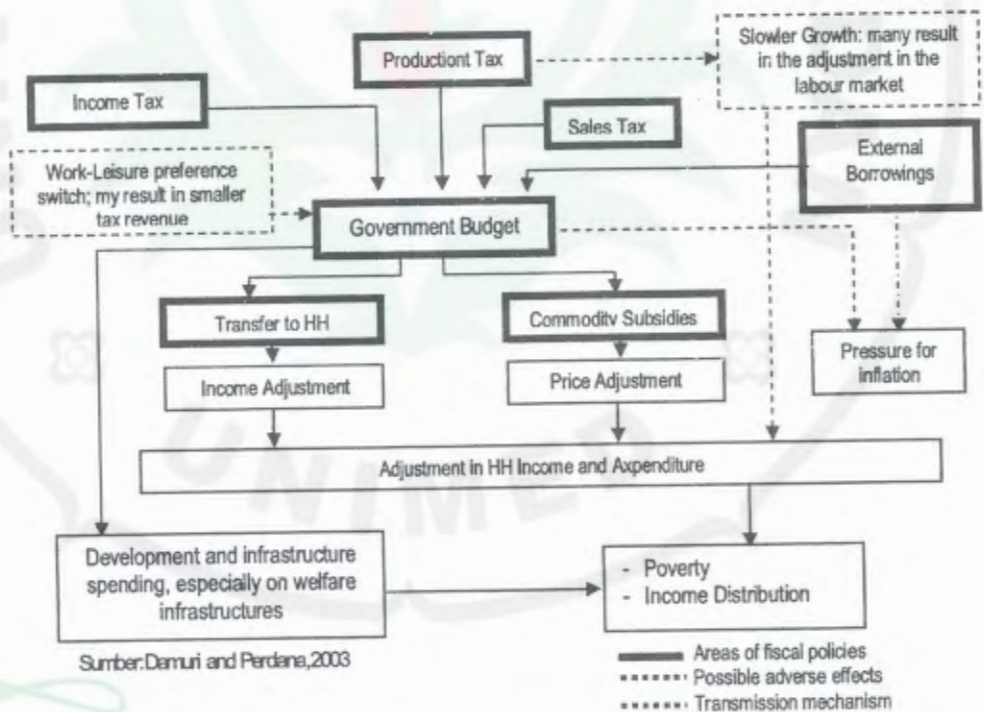 Productiont Tax
Slowler Growth: many result
in the adjustment in the
labour market
Income Tax
Sales Tax
External
Borrowings
Work-Leisure preference
switch; my result in smaller
tax revenue
Government Budget
Transfer to HH
Commodity Subsidies
Pressure for
inflation
Income Adjustment
Price Adjustment
Adjustment in HH Income and Axpenditure
UNIMED
Development and infrastructure
spending, especially on welfare
infrastructures
- Poverty
- Income Distribution
Sumber:Damuri and Perdana,2003
Areas of fiscal policies
Possible adverse effects
Transmission mechanism